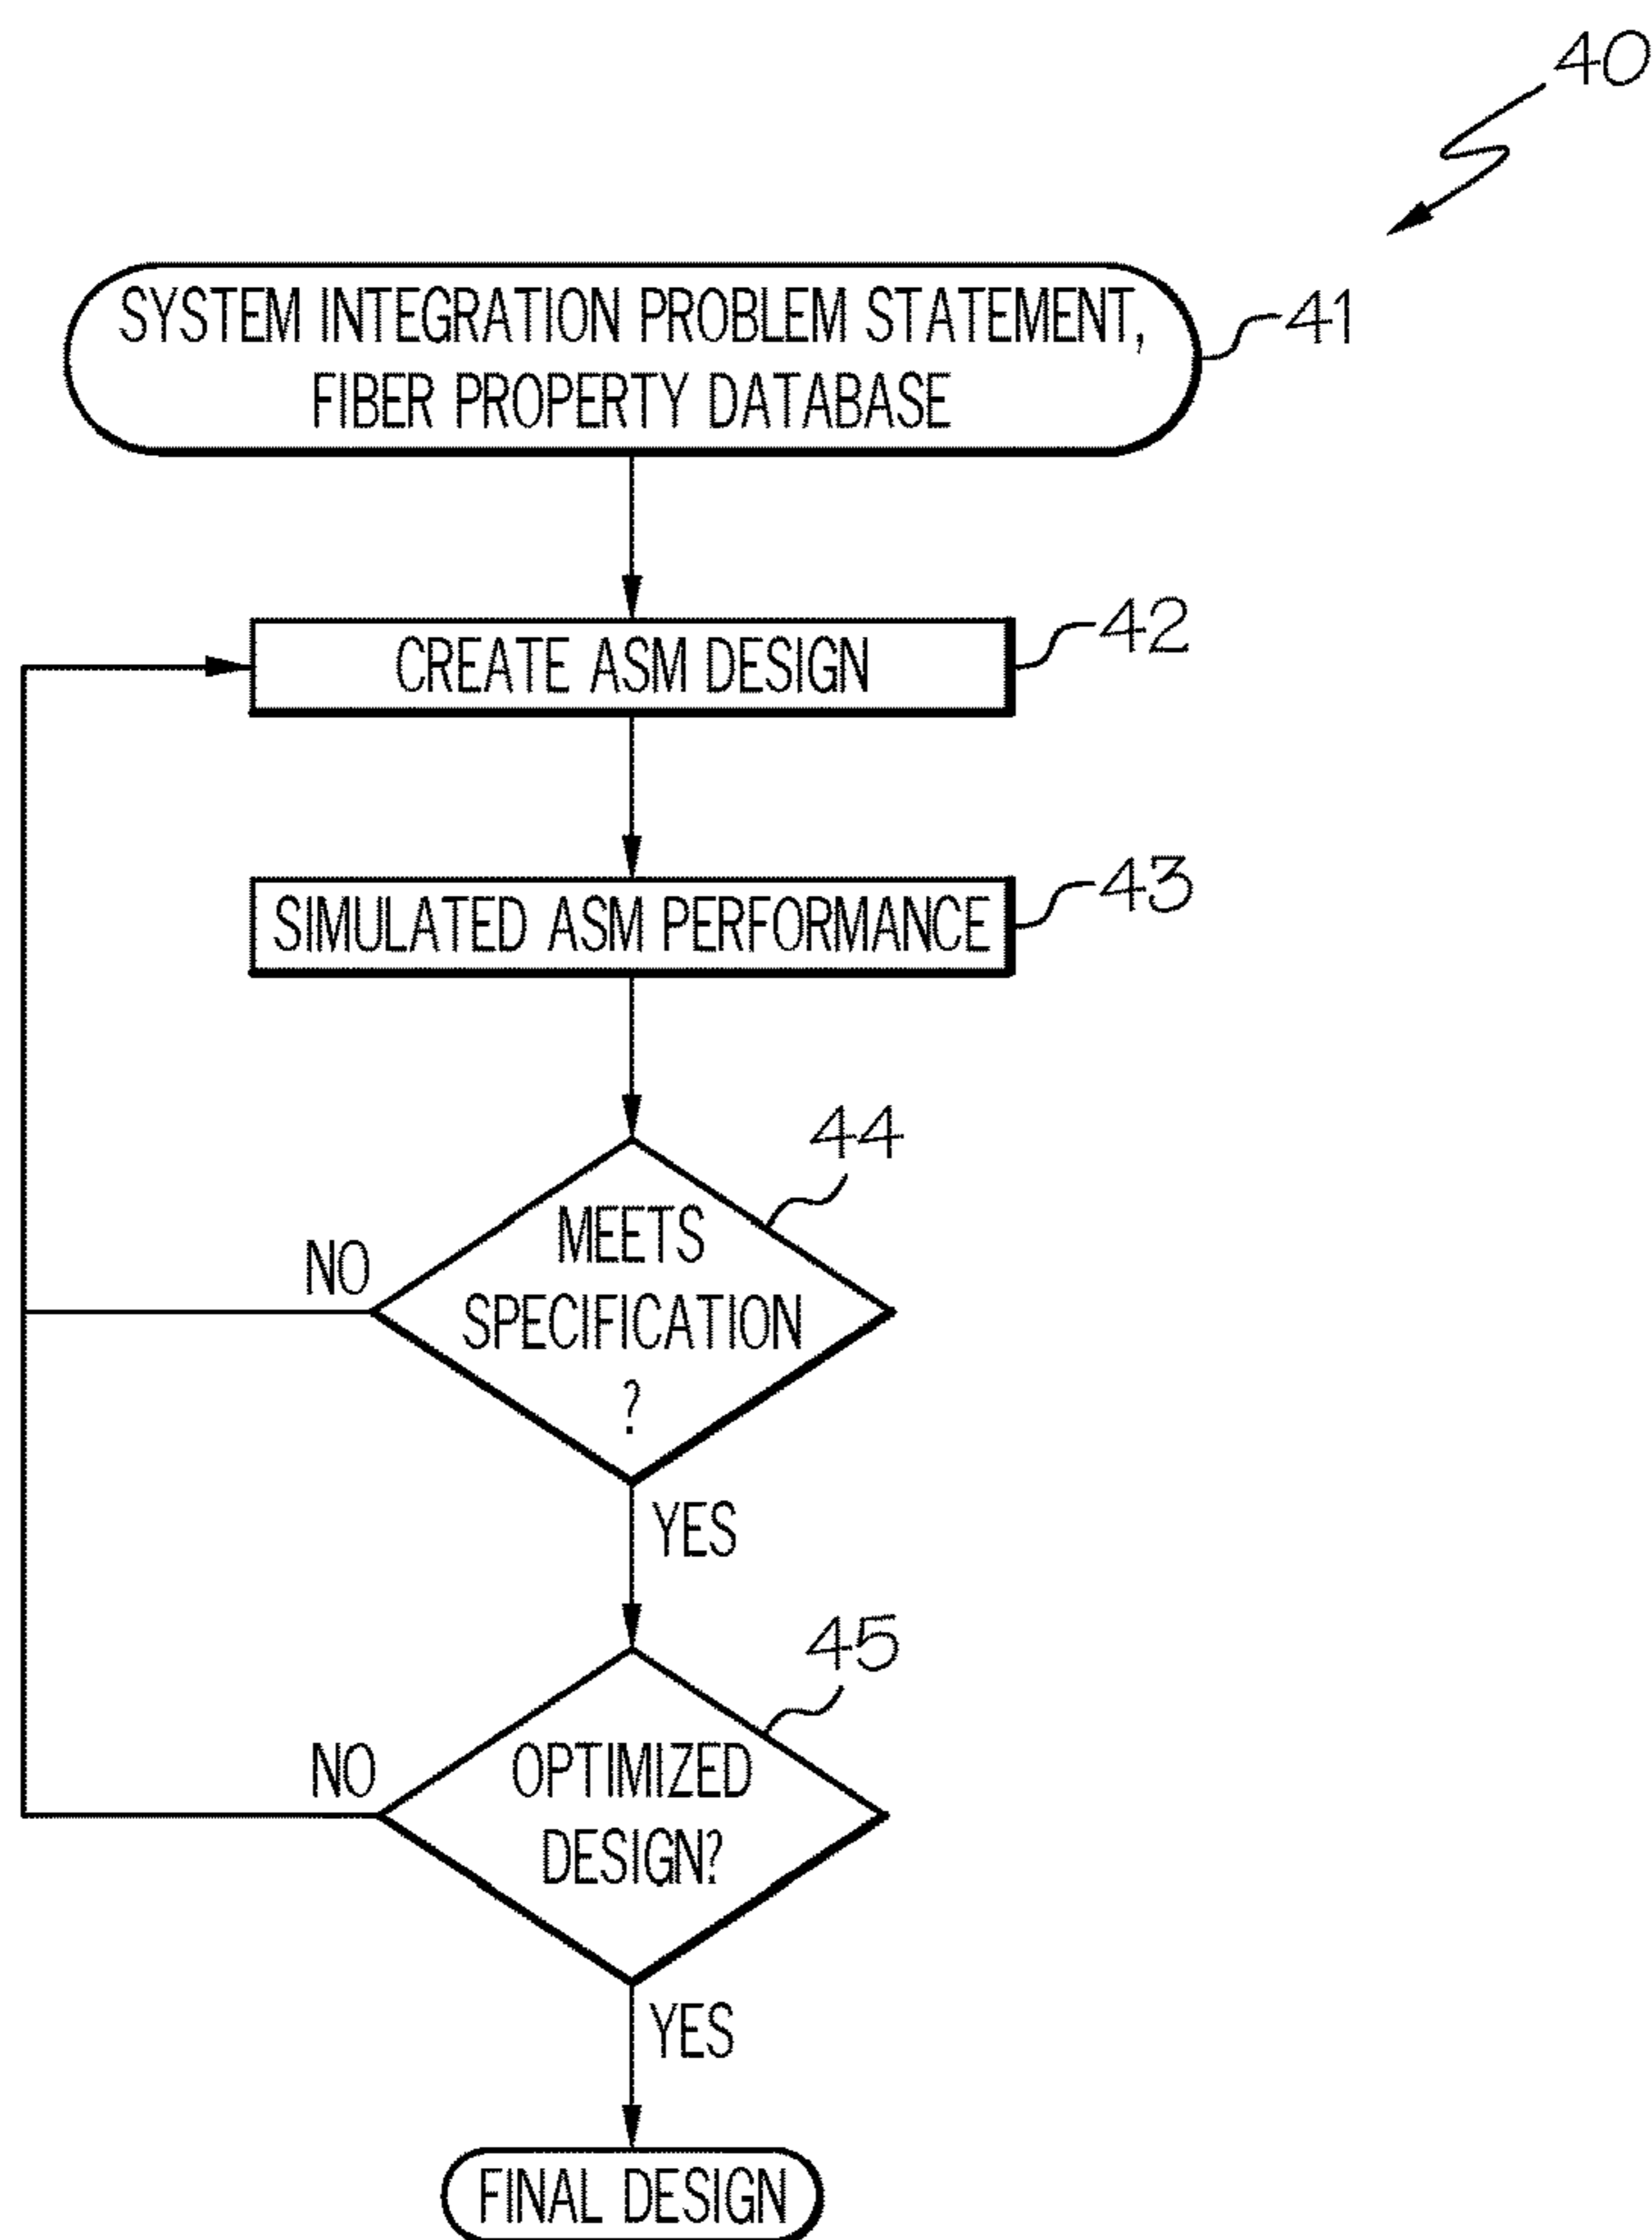 40
SYSTEM INTEGRATION PROBLEM STATEMENT,
FIBER PROPERTY DATABASE
41
CREATE ASM DESIGN
42
SIMULATED ASM PERFORMANCE
43
44
MEETS
SPECIFICATION
?
NO
YES
45
OPTIMIZED
DESIGN?
NO
YES
FINAL DESIGN